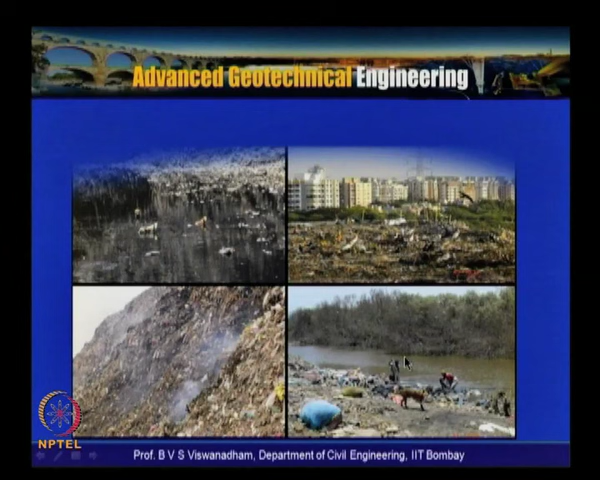 Advanced Geotechnical Engineering
NPTEL
Prof. B V S Viswanadham, Department of Civil Engineering, IIT Bombay